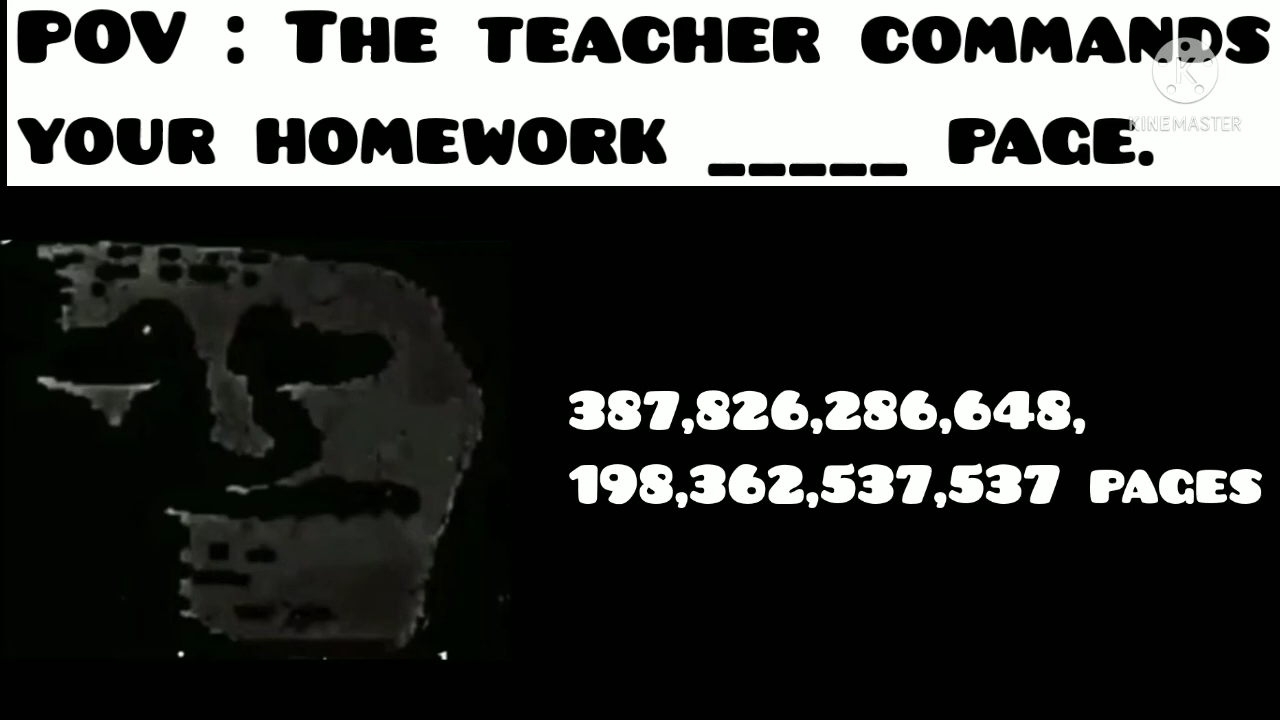 POV : The teacher commands
your homework _____ page.
KINEMASTER
387,826,286,648,
198,362,537,537 pages